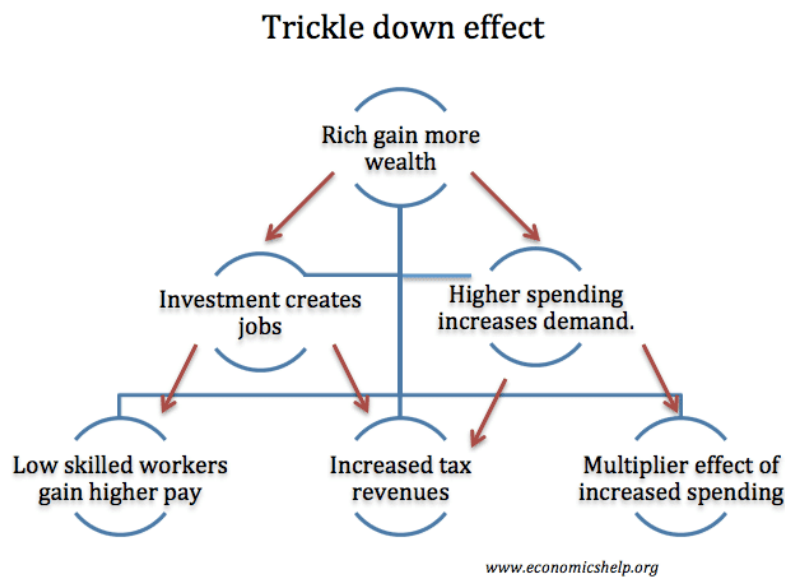 Trickle down effect
Rich gain more
wealth
Investment creates
jobs
Higher spending
increases demand.
Low skilled workers
gain higher pay
Increased tax
revenues
Multiplier effect of
increased spending
www.economicshelp.org